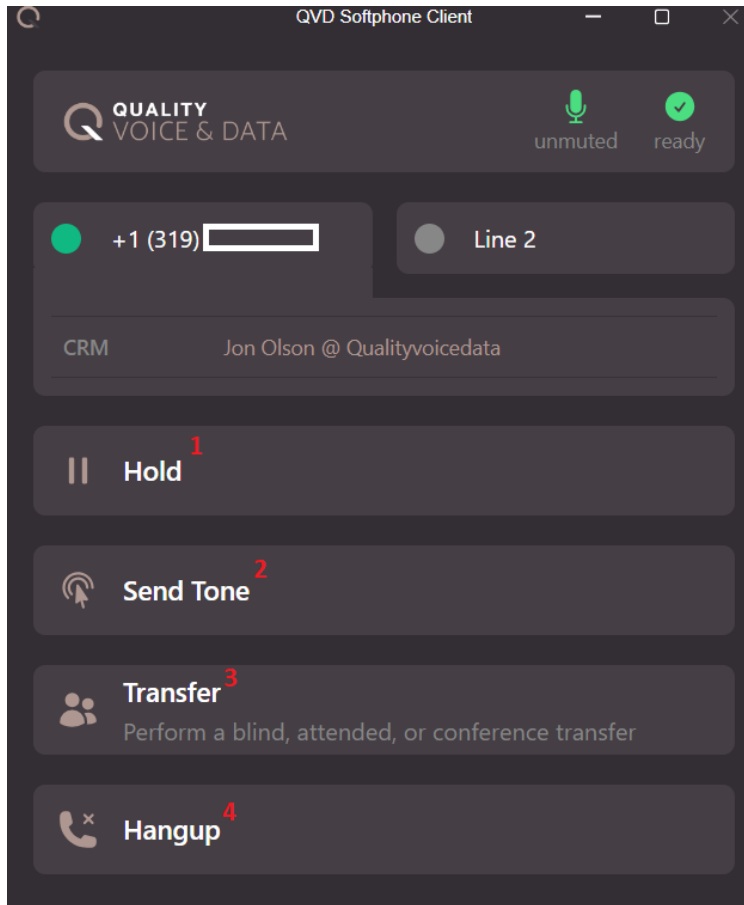 QVD Softphone Client
QUALITY
VOICE & DATA
unmuted
ready
+1 (319)
Line 2
CRM
Jon Olson @ Qualityvoicedata
Hold 1
Send Tone 2
Transfer 3
Perform a blind, attended, or conference transfer
Hangup 4